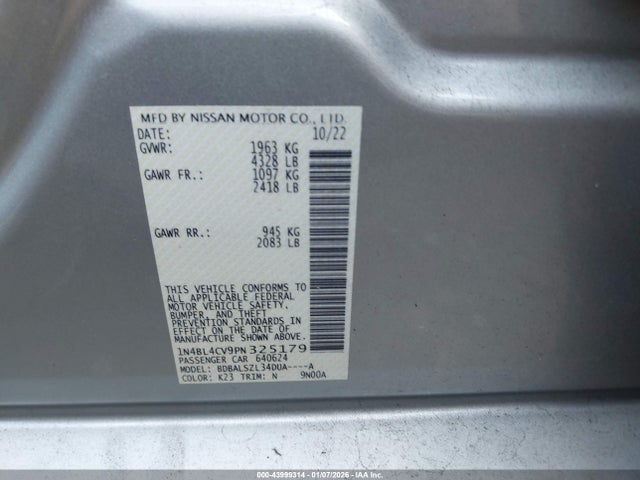 MFD BY NISSAN MOTOR CO., LTD.
DATE: 10/22
GVWR: 1963 KG
4328 LB
GAWR FR.: 1097 KG
2418 LB
GAWR RR.: 945 KG
2083 LB
THIS VEHICLE CONFORMS TO
ALL APPLICABLE FEDERAL
MOTOR VEHICLE SAFETY,
BUMPER, AND THEFT
PREVENTION STANDARDS
IN EFFECT ON THE DATE OF
MANUFACTURE SHOWN ABOVE.
1N4BL4CV9PN325179
PASSENGER CAR 640624
MODEL: BDBALSZL34DUA----A
COLOR: K23 TRIM: N 9N00A
000-43999314 - 01/07/2026 - IAA Inc.